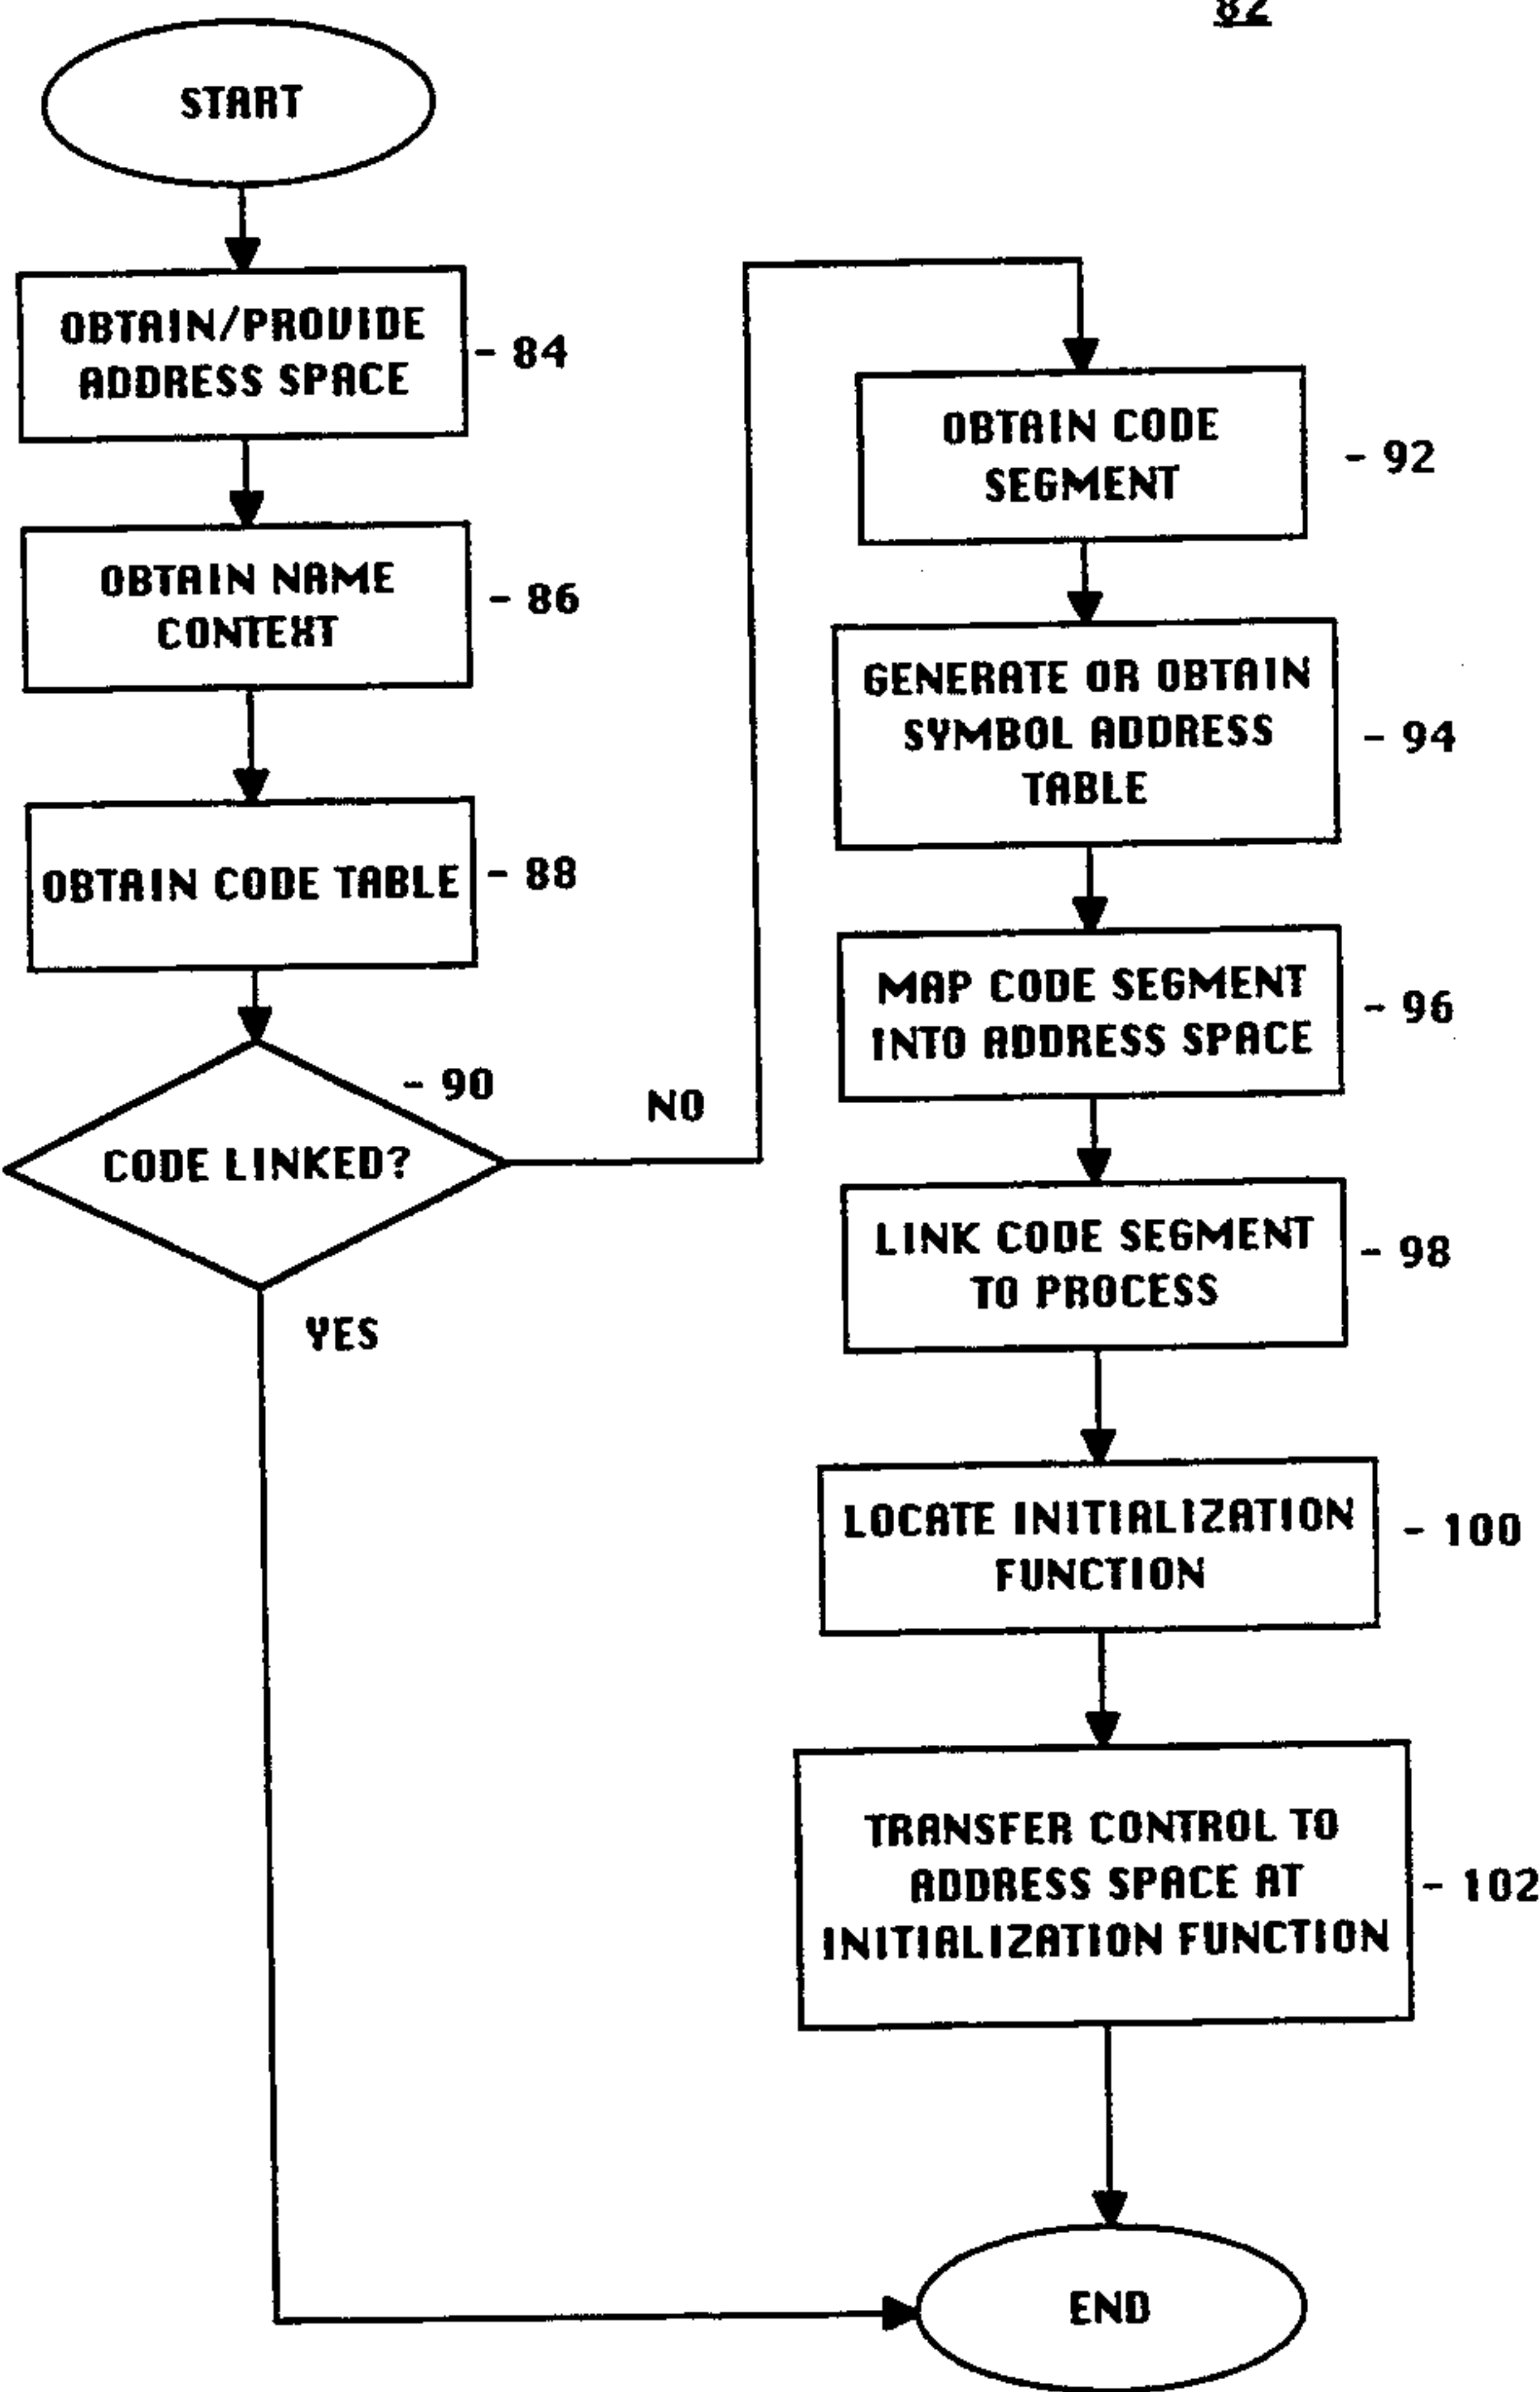 82
START
OBTAIN/PROVIDE
ADDRESS SPACE
- 84
OBTAIN NAME
CONTEXT
- 86
OBTAIN CODE TABLE
- 88
- 90
CODE LINKED?
NO
YES
OBTAIN CODE
SEGMENT
- 92
GENERATE OR OBTAIN
SYMBOL ADDRESS
TABLE
- 94
MAP CODE SEGMENT
INTO ADDRESS SPACE
- 96
LINK CODE SEGMENT
TO PROCESS
- 98
LOCATE INITIALIZATION
FUNCTION
- 100
TRANSFER CONTROL TO
ADDRESS SPACE AT
INITIALIZATION FUNCTION
- 102
END